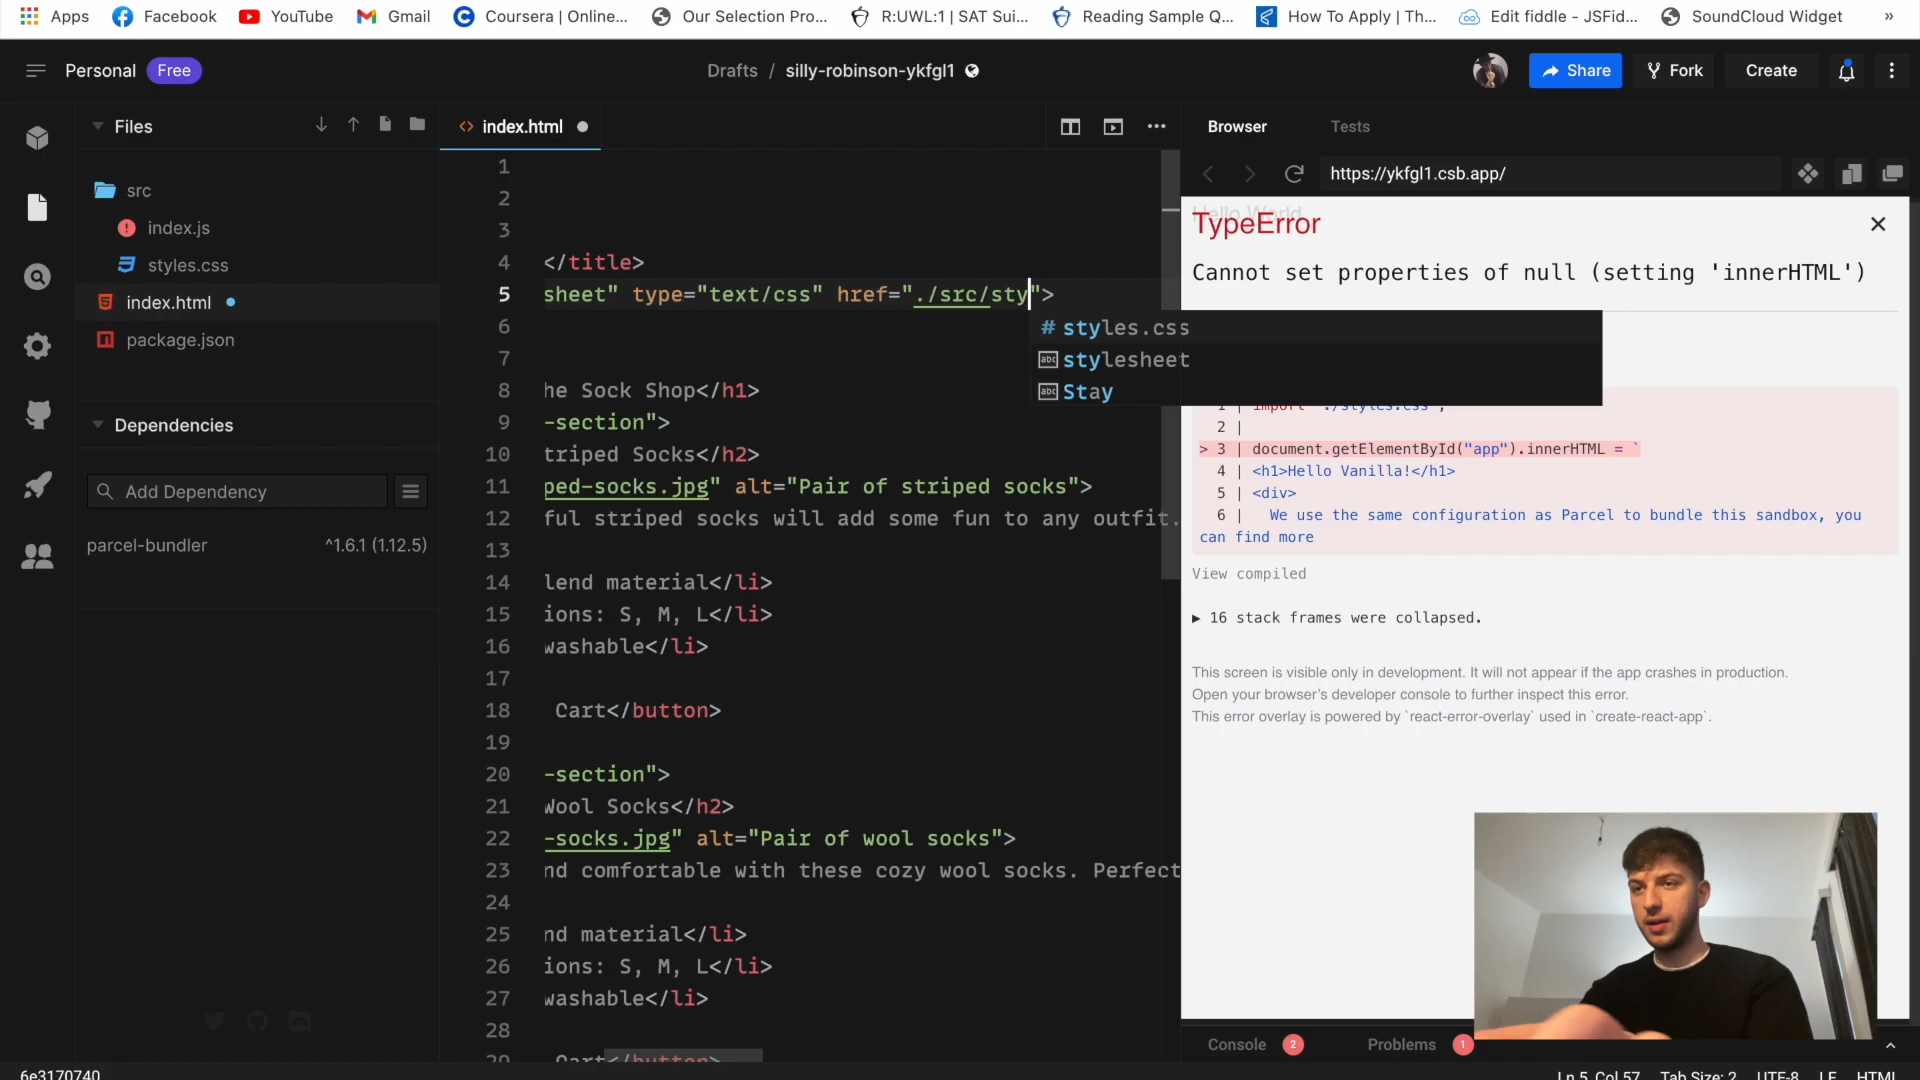 Apps Facebook YouTube Gmail Coursera | Online... Our Selection Pro... R:UWL:1 | SAT Sui... Reading Sample Q... How To Apply | Th... Edit fiddle - JSFid... SoundCloud Widget »
Personal Free Drafts / silly-robinson-ykfgl1 Share Fork Create
Files
src
index.js
styles.css
index.html
package.json
Dependencies
Add Dependency
parcel-bundler ^1.6.1 (1.12.5)
<> index.html
1
2
3
4 </title>
5 sheet" type="text/css" href="./src/sty">
6
7
8 he Sock Shop</h1>
9 -section">
10 triped Socks</h2>
11 ped-socks.jpg" alt="Pair of striped socks">
12 ful striped socks will add some fun to any outfit.
13
14 lend material</li>
15 ions: S, M, L</li>
16 washable</li>
17
18 Cart</button>
19
20 -section">
21 Wool Socks</h2>
22 -socks.jpg" alt="Pair of wool socks">
23 nd comfortable with these cozy wool socks. Perfect
24
25 nd material</li>
26 ions: S, M, L</li>
27 washable</li>
28
29 Cart</button>
# styles.css
abc stylesheet
abc Stay
Browser Tests
https://ykfgl1.csb.app/
Hello World
TypeError
Cannot set properties of null (setting 'innerHTML')
1 | import "./styles.css";
2 |
> 3 | document.getElementById("app").innerHTML = `
4 | <h1>Hello Vanilla!</h1>
5 | <div>
6 | We use the same configuration as Parcel to bundle this sandbox, you
can find more
View compiled
▶ 16 stack frames were collapsed.
This screen is visible only in development. It will not appear if the app crashes in production.
Open your browser's developer console to further inspect this error.
This error overlay is powered by `react-error-overlay` used in `create-react-app`.
Console 2 Problems 1
6e3170740 Ln 5, Col 57 Tab Size: 2 UTF-8 LF HTML